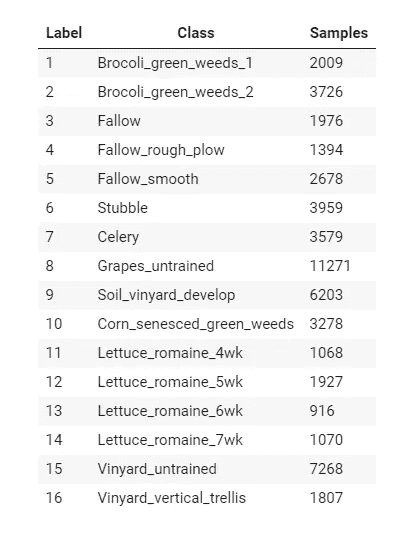 Label Class Samples
1 Brocoli_green_weeds_1 2009
2 Brocoli_green_weeds_2 3726
3 Fallow 1976
4 Fallow_rough_plow 1394
5 Fallow_smooth 2678
6 Stubble 3959
7 Celery 3579
8 Grapes_untrained 11271
9 Soil_vinyard_develop 6203
10 Corn_senesced_green_weeds 3278
11 Lettuce_romaine_4wk 1068
12 Lettuce_romaine_5wk 1927
13 Lettuce_romaine_6wk 916
14 Lettuce_romaine_7wk 1070
15 Vinyard_untrained 7268
16 Vinyard_vertical_trellis 1807